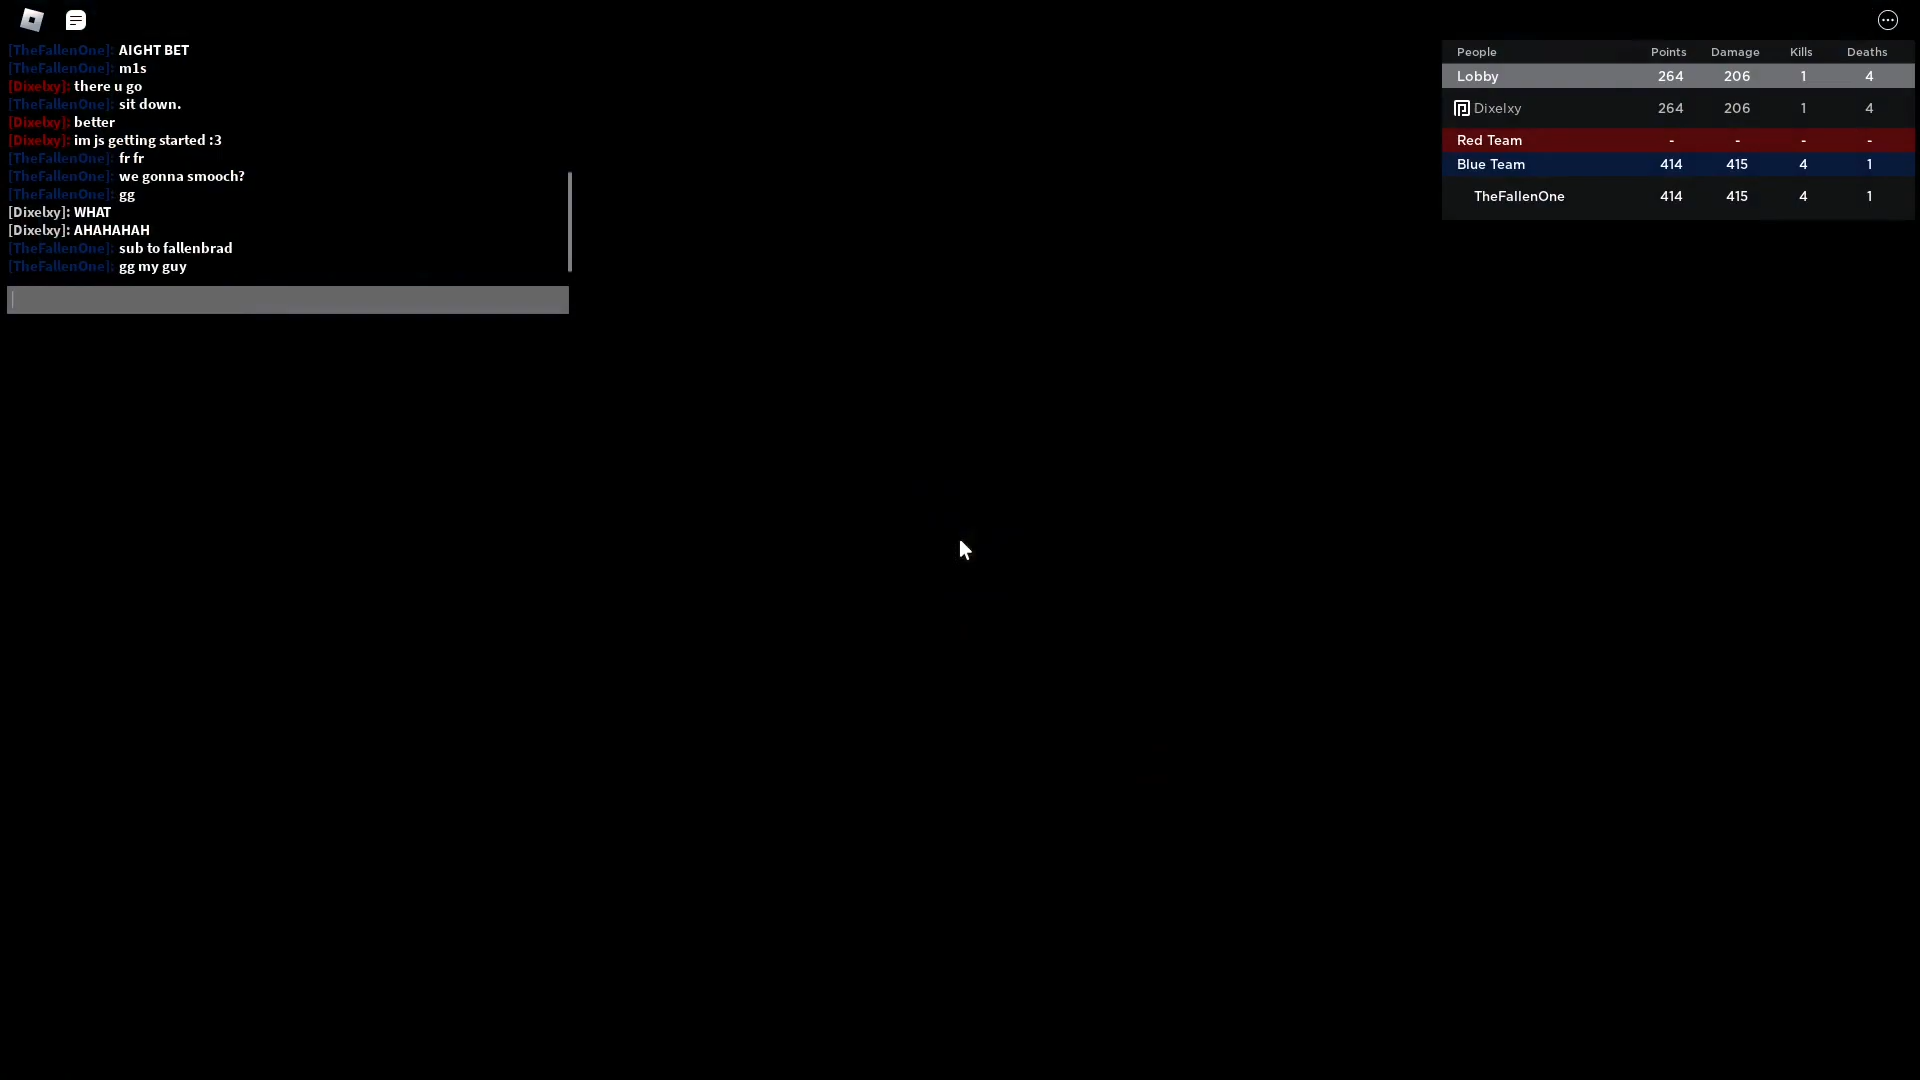 [TheFallenOne]: AIGHT BET
[TheFallenOne]: m1s
[Dixelxy]: there u go
[TheFallenOne]: sit down.
[Dixelxy]: better
[Dixelxy]: im js getting started :3
[TheFallenOne]: fr fr
[TheFallenOne]: we gonna smooch?
[TheFallenOne]: gg
[Dixelxy]: WHAT
[Dixelxy]: AHAHAHAH
[TheFallenOne]: sub to fallenbrad
[TheFallenOne]: gg my guy
People Points Damage Kills Deaths
Lobby 264 206 1 4
Dixelxy 264 206 1 4
Red Team - - - -
Blue Team 414 415 4 1
TheFallenOne 414 415 4 1